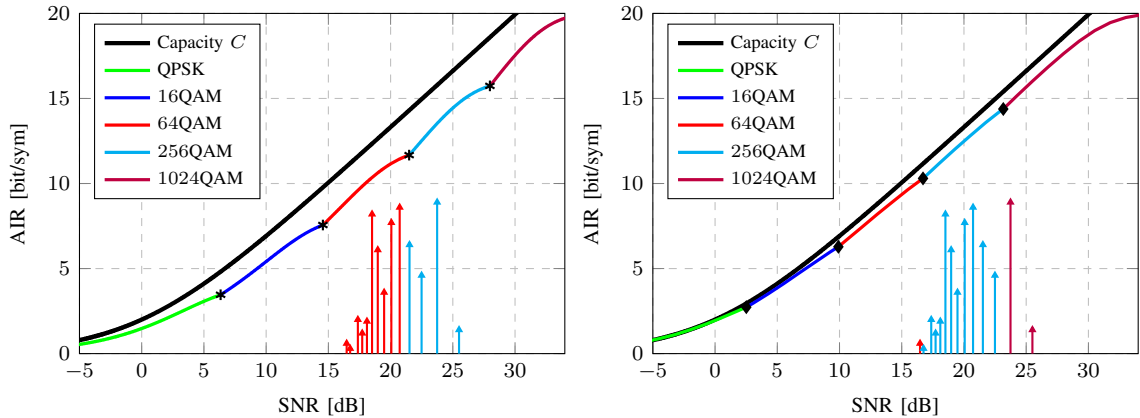 20
15
10
5
0
AIR [bit/sym]
Capacity C
QPSK
16QAM
64QAM
256QAM
1024QAM
−5 0 5 10 15 20 25 30
SNR [dB]
20
15
10
5
0
AIR [bit/sym]
Capacity C
QPSK
16QAM
64QAM
256QAM
1024QAM
−5 0 5 10 15 20 25 30
SNR [dB]